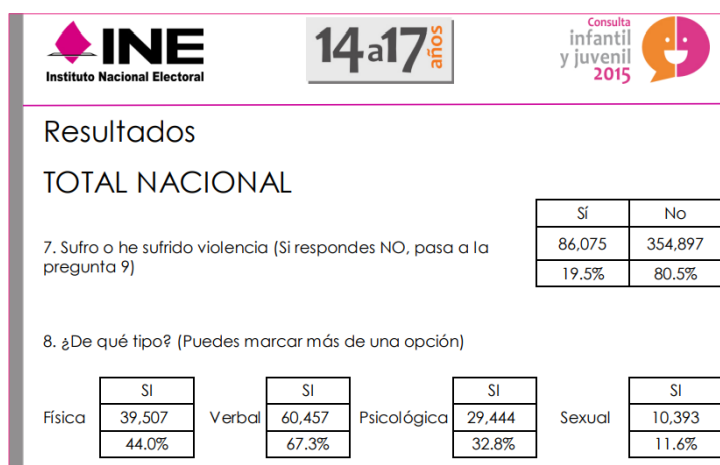 INE
Instituto Nacional Electoral
14 a 17 años
Consulta
infantil
y juvenil
2015
Resultados
TOTAL NACIONAL
7. Sufro o he sufrido violencia (Si respondes NO, pasa a la
pregunta 9)
Sí No
86,075 354,897
19.5% 80.5%
8. ¿De qué tipo? (Puedes marcar más de una opción)
SI SI SI SI
Física 39,507 Verbal 60,457 Psicológica 29,444 Sexual 10,393
44.0% 67.3% 32.8% 11.6%